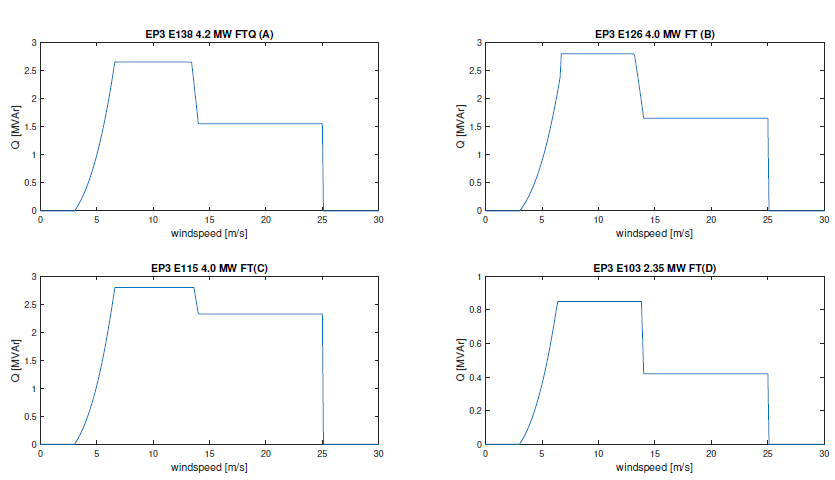 EP3 E138 4.2 MW FTQ (A)
3
2.5
2
1.5
1
0.5
0
Q [MVAr]
0 5 10 15 20 25 30
windspeed [m/s]
EP3 E126 4.0 MW FT (B)
3
2.5
2
1.5
1
0.5
0
Q [MVAr]
0 5 10 15 20 25 30
windspeed [m/s]
EP3 E115 4.0 MW FT(C)
3
2.5
2
1.5
1
0.5
0
Q [MVAr]
0 5 10 15 20 25 30
windspeed [m/s]
EP3 E103 2.35 MW FT(D)
1
0.8
0.6
0.4
0.2
0
Q [MVAr]
0 5 10 15 20 25 30
windspeed [m/s]